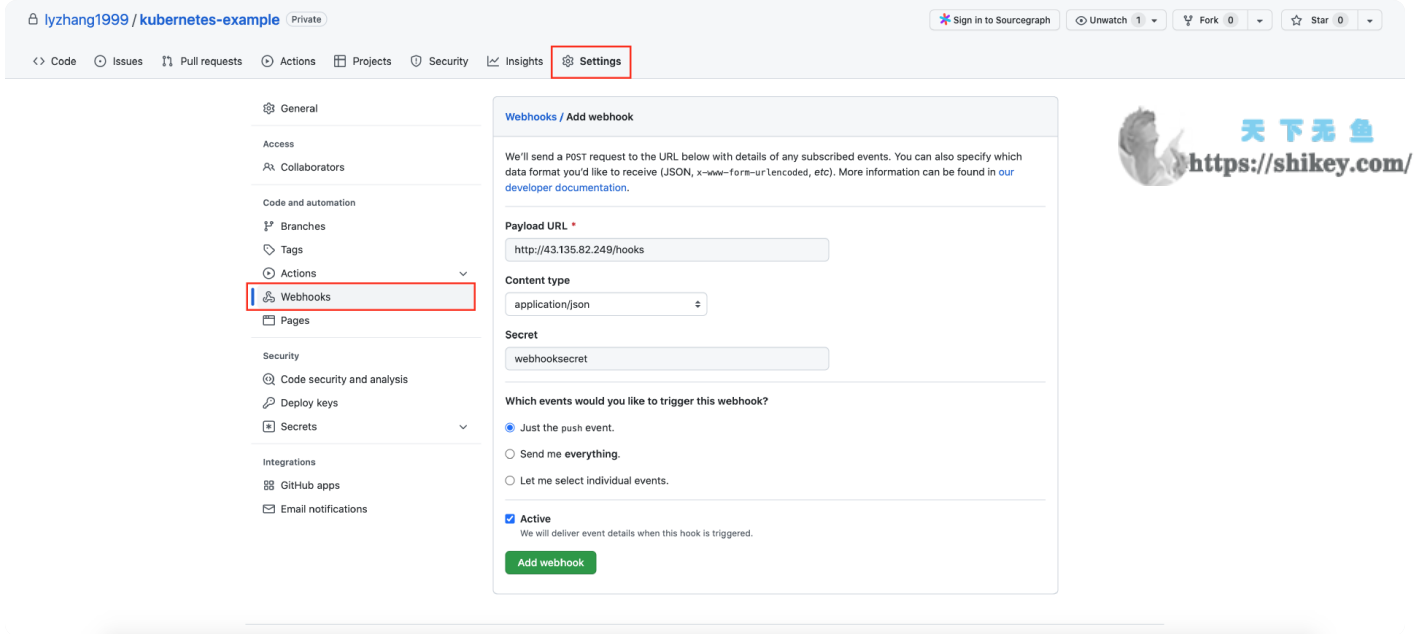 lyzhang1999 / kubernetes-example Private
Sign in to Sourcegraph Unwatch 1 Fork 0 Star 0
Code Issues Pull requests Actions Projects Security Insights Settings
General
Access
Collaborators
Code and automation
Branches
Tags
Actions
Webhooks
Pages
Security
Code security and analysis
Deploy keys
Secrets
Integrations
GitHub apps
Email notifications
Webhooks / Add webhook
We'll send a POST request to the URL below with details of any subscribed events. You can also specify which
data format you'd like to receive (JSON, x-www-form-urlencoded, etc). More information can be found in our
developer documentation.
Payload URL *
http://43.135.82.249/hooks
Content type
application/json
Secret
webhooksecret
Which events would you like to trigger this webhook?
Just the push event.
Send me everything.
Let me select individual events.
Active
We will deliver event details when this hook is triggered.
Add webhook
天下无鱼
https://shikey.com/